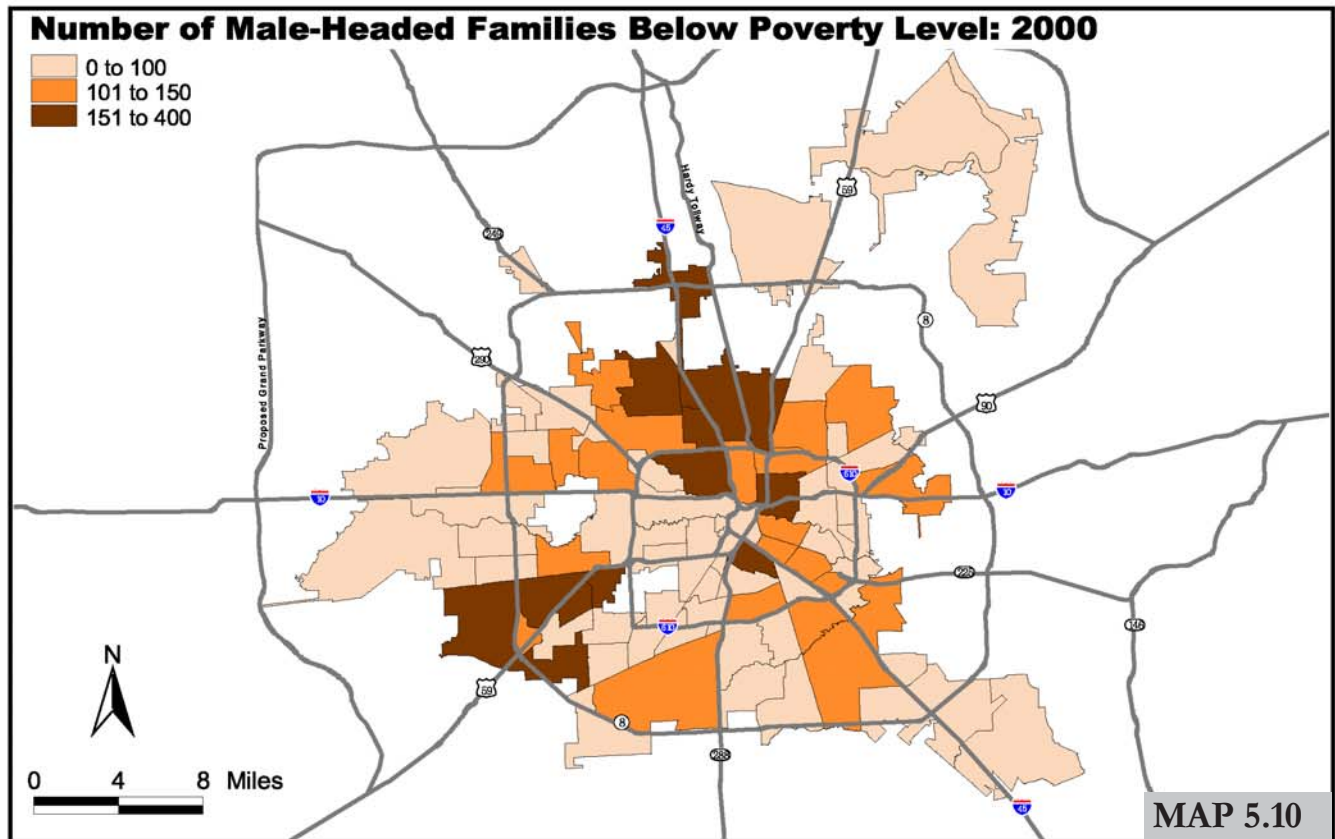 Number of Male-Headed Families Below Poverty Level: 2000
0 to 100
101 to 150
151 to 400
Hardy Tollway
59
45
249
8
290
Proposed Grand Parkway
90
610
10
10
225
610
146
N
59
8
288
0 4 8 Miles
45
MAP 5.10